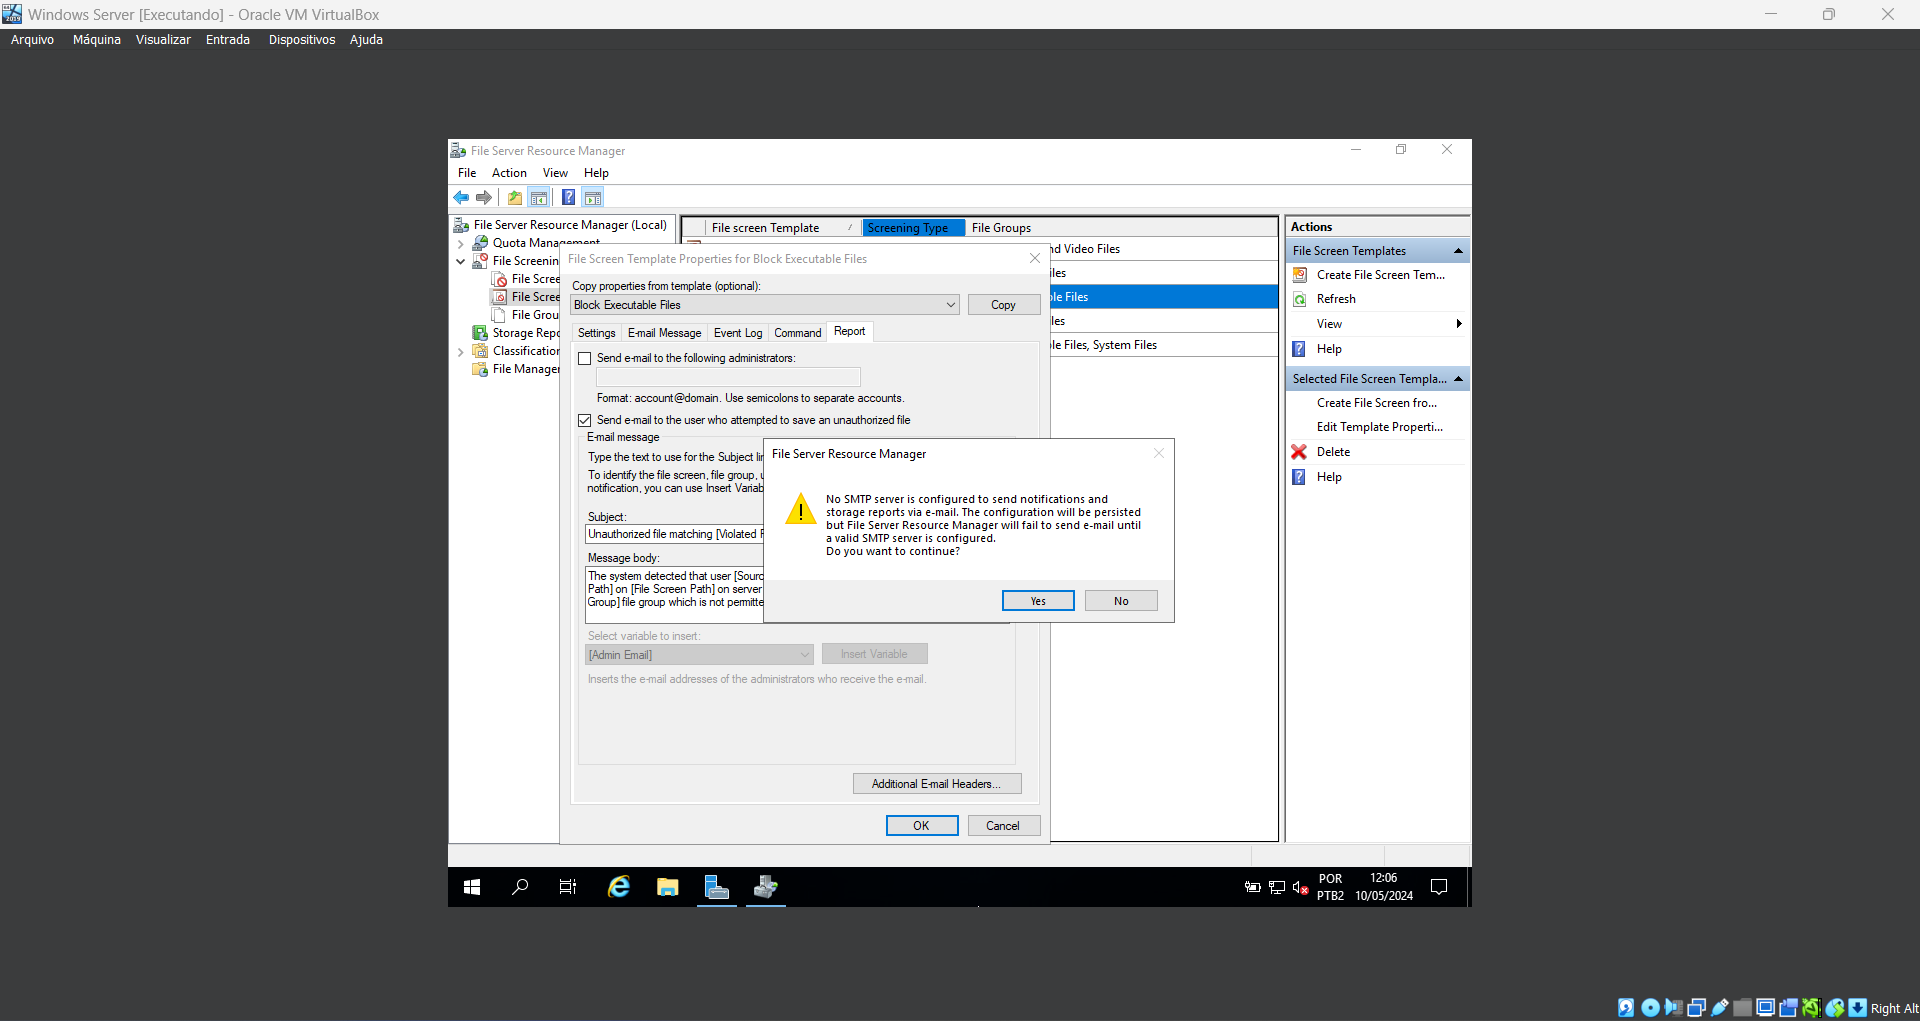 Windows Server [Executando] - Oracle VM VirtualBox
Arquivo Máquina Visualizar Entrada Dispositivos Ajuda
File Server Resource Manager
File Action View Help
File Server Resource Manager (Local)
Quota Management
File Screenin
File Scree
File Scree
File Grou
Storage Repo
Classification
File Manager
File screen Template Screening Type File Groups
nd Video Files
iles
ble Files
les
le Files, System Files
File Screen Template Properties for Block Executable Files
Copy properties from template (optional):
Block Executable Files Copy
Settings E-mail Message Event Log Command Report
Send e-mail to the following administrators:
Format: account@domain. Use semicolons to separate accounts.
Send e-mail to the user who attempted to save an unauthorized file
E-mail message
Type the text to use for the Subject li
To identify the file screen, file group, u
notification, you can use Insert Variab
Subject:
Unauthorized file matching [Violated F
Message body:
The system detected that user [Sourc
Path] on [File Screen Path] on server
Group] file group which is not permitte
Select variable to insert:
[Admin Email] Insert Variable
Inserts the e-mail addresses of the administrators who receive the e-mail.
Additional E-mail Headers...
OK Cancel
File Server Resource Manager
No SMTP server is configured to send notifications and
storage reports via e-mail. The configuration will be persisted
but File Server Resource Manager will fail to send e-mail until
a valid SMTP server is configured.
Do you want to continue?
Yes No
Actions
File Screen Templates
Create File Screen Tem...
Refresh
View
Help
Selected File Screen Templa...
Create File Screen fro...
Edit Template Properti...
Delete
Help
POR
PTB2
12:06
10/05/2024
Right Alt